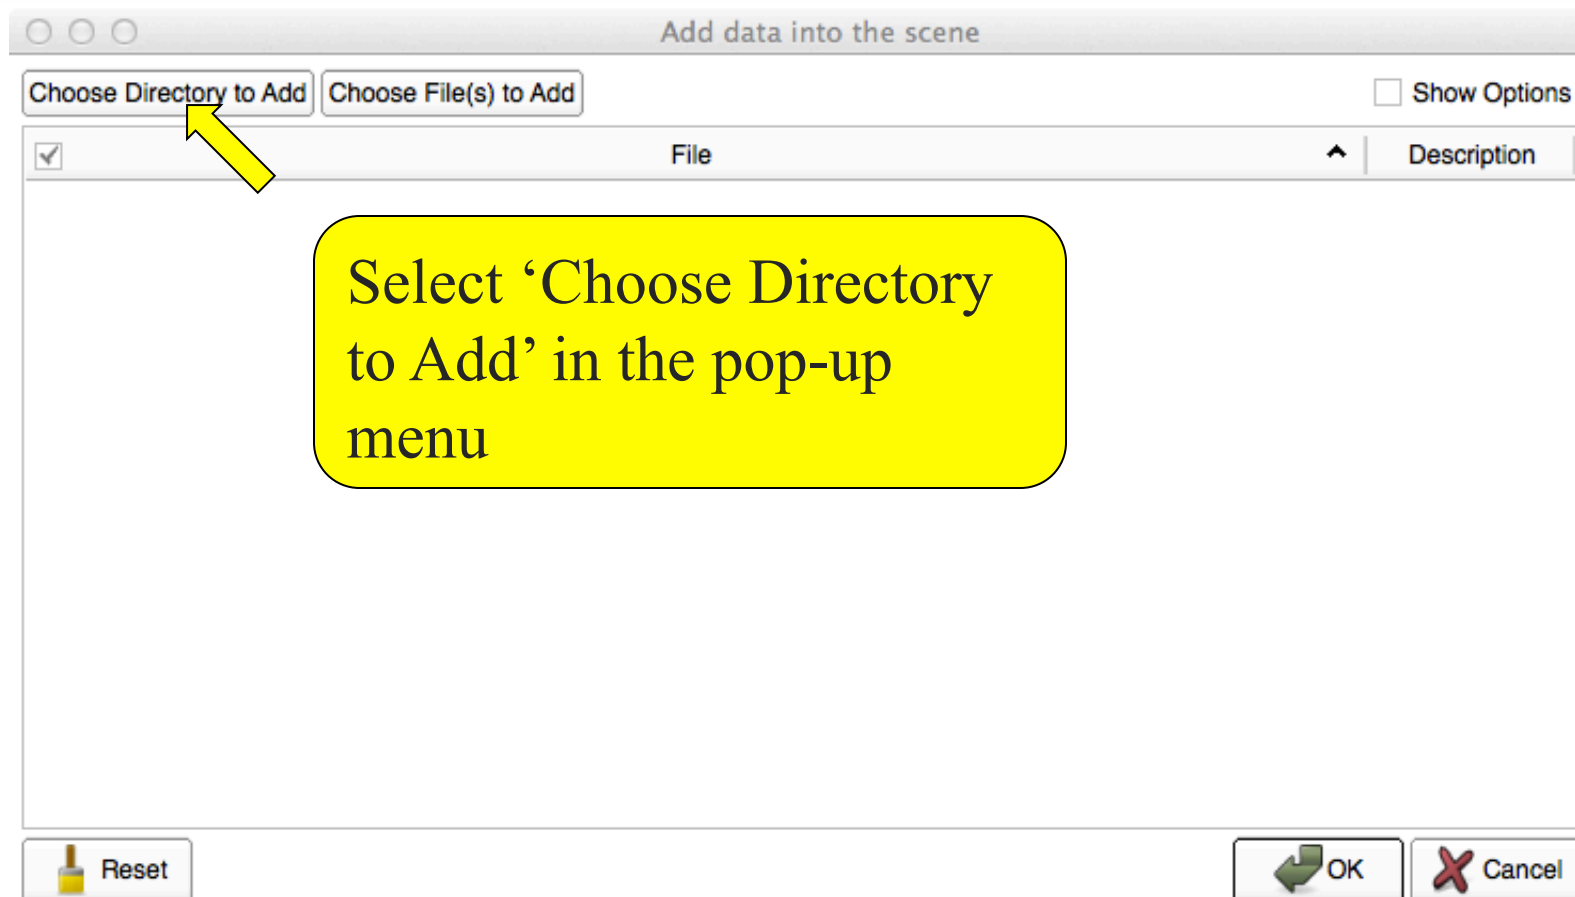 Add data into the scene
Choose Directory to Add Choose File(s) to Add Show Options
File Description
Select ‘Choose Directory
to Add’ in the pop-up
menu
Reset OK Cancel